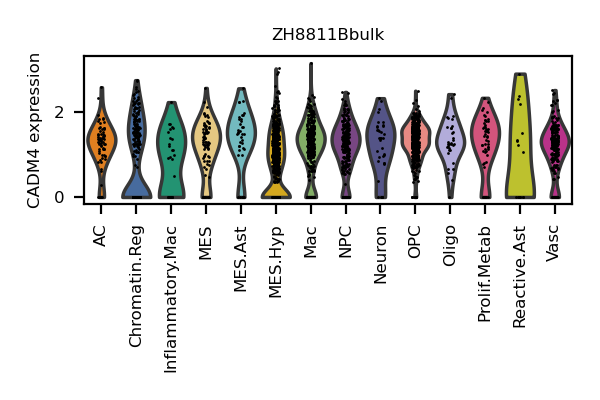 ZH8811Bbulk
CADM4 expression
2
0
AC
Chromatin.Reg
Inflammatory.Mac
MES
MES.Ast
MES.Hyp
Mac
NPC
Neuron
OPC
Oligo
Prolif.Metab
Reactive.Ast
Vasc